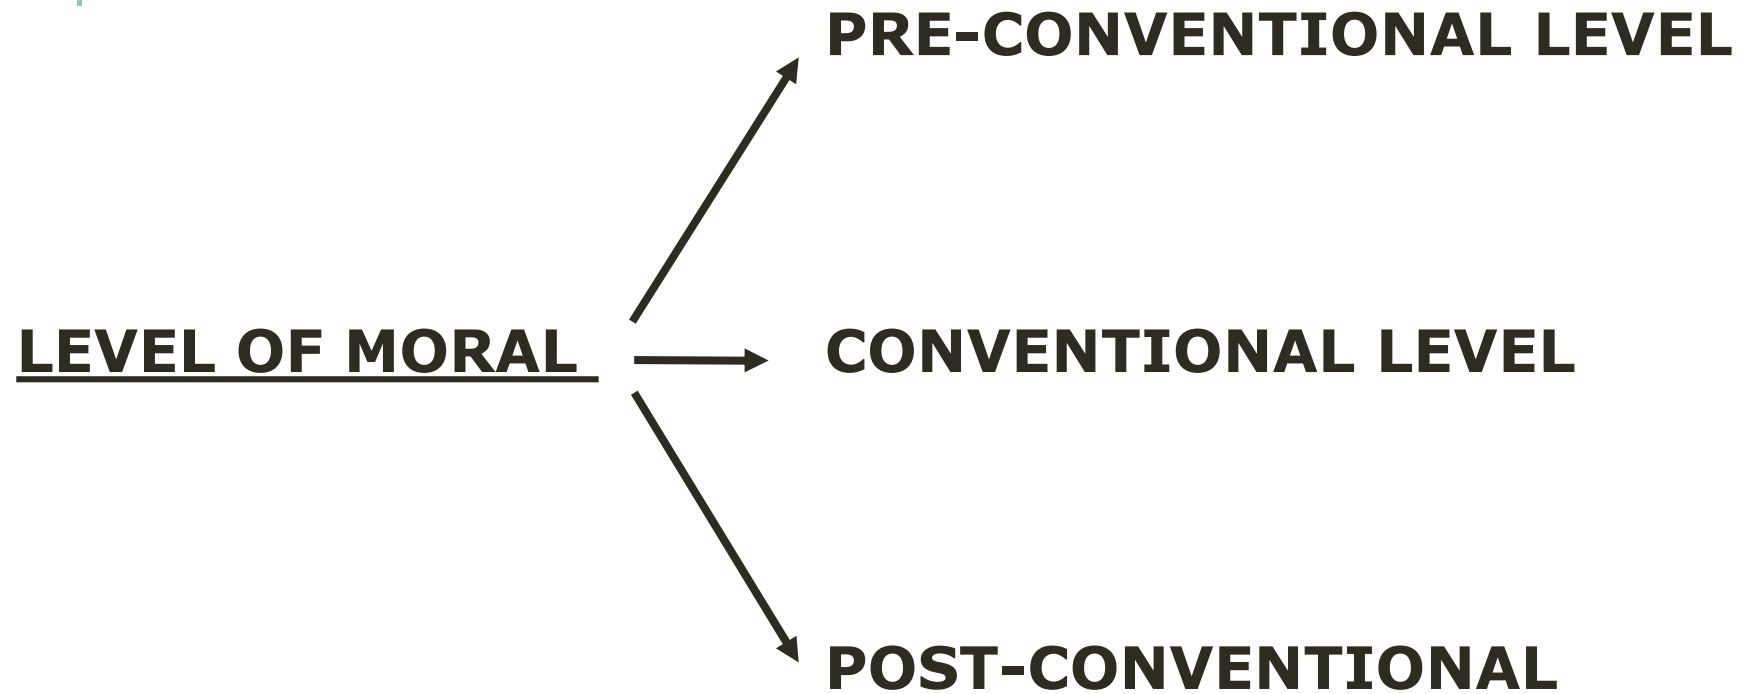 PRE-CONVENTIONAL LEVEL
LEVEL OF MORAL
CONVENTIONAL LEVEL
POST-CONVENTIONAL